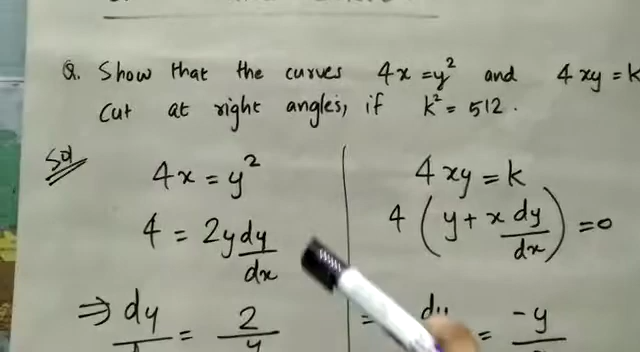 Q. Show that the curves 4x = y² and 4xy = k
cut at right angles, if k² = 512.
Sol
4x = y²
4 = 2y dy/dx
⇒ dy/ = 2/y
4xy = k
4(y + x dy/dx) = 0
= dy = -y/